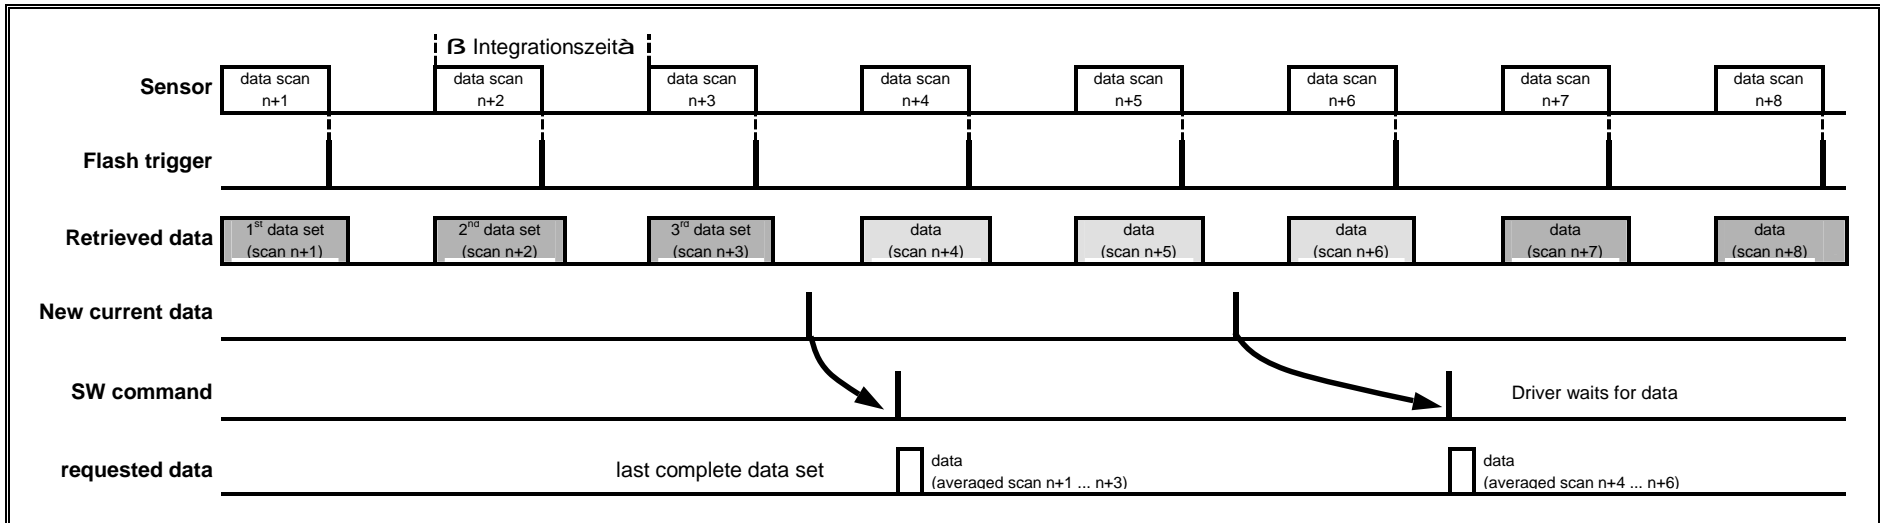 ß Integrationszeità
Sensor
data scan
n+1
data scan
n+2
data scan
n+3
data scan
n+4
data scan
n+5
data scan
n+6
data scan
n+7
data scan
n+8
Flash trigger
Retrieved data
1st data set
(scan n+1)
2nd data set
(scan n+2)
3rd data set
(scan n+3)
data
(scan n+4)
data
(scan n+5)
data
(scan n+6)
data
(scan n+7)
data
(scan n+8)
New current data
SW command
Driver waits for data
requested data
last complete data set
data
(averaged scan n+1 ... n+3)
data
(averaged scan n+4 ... n+6)